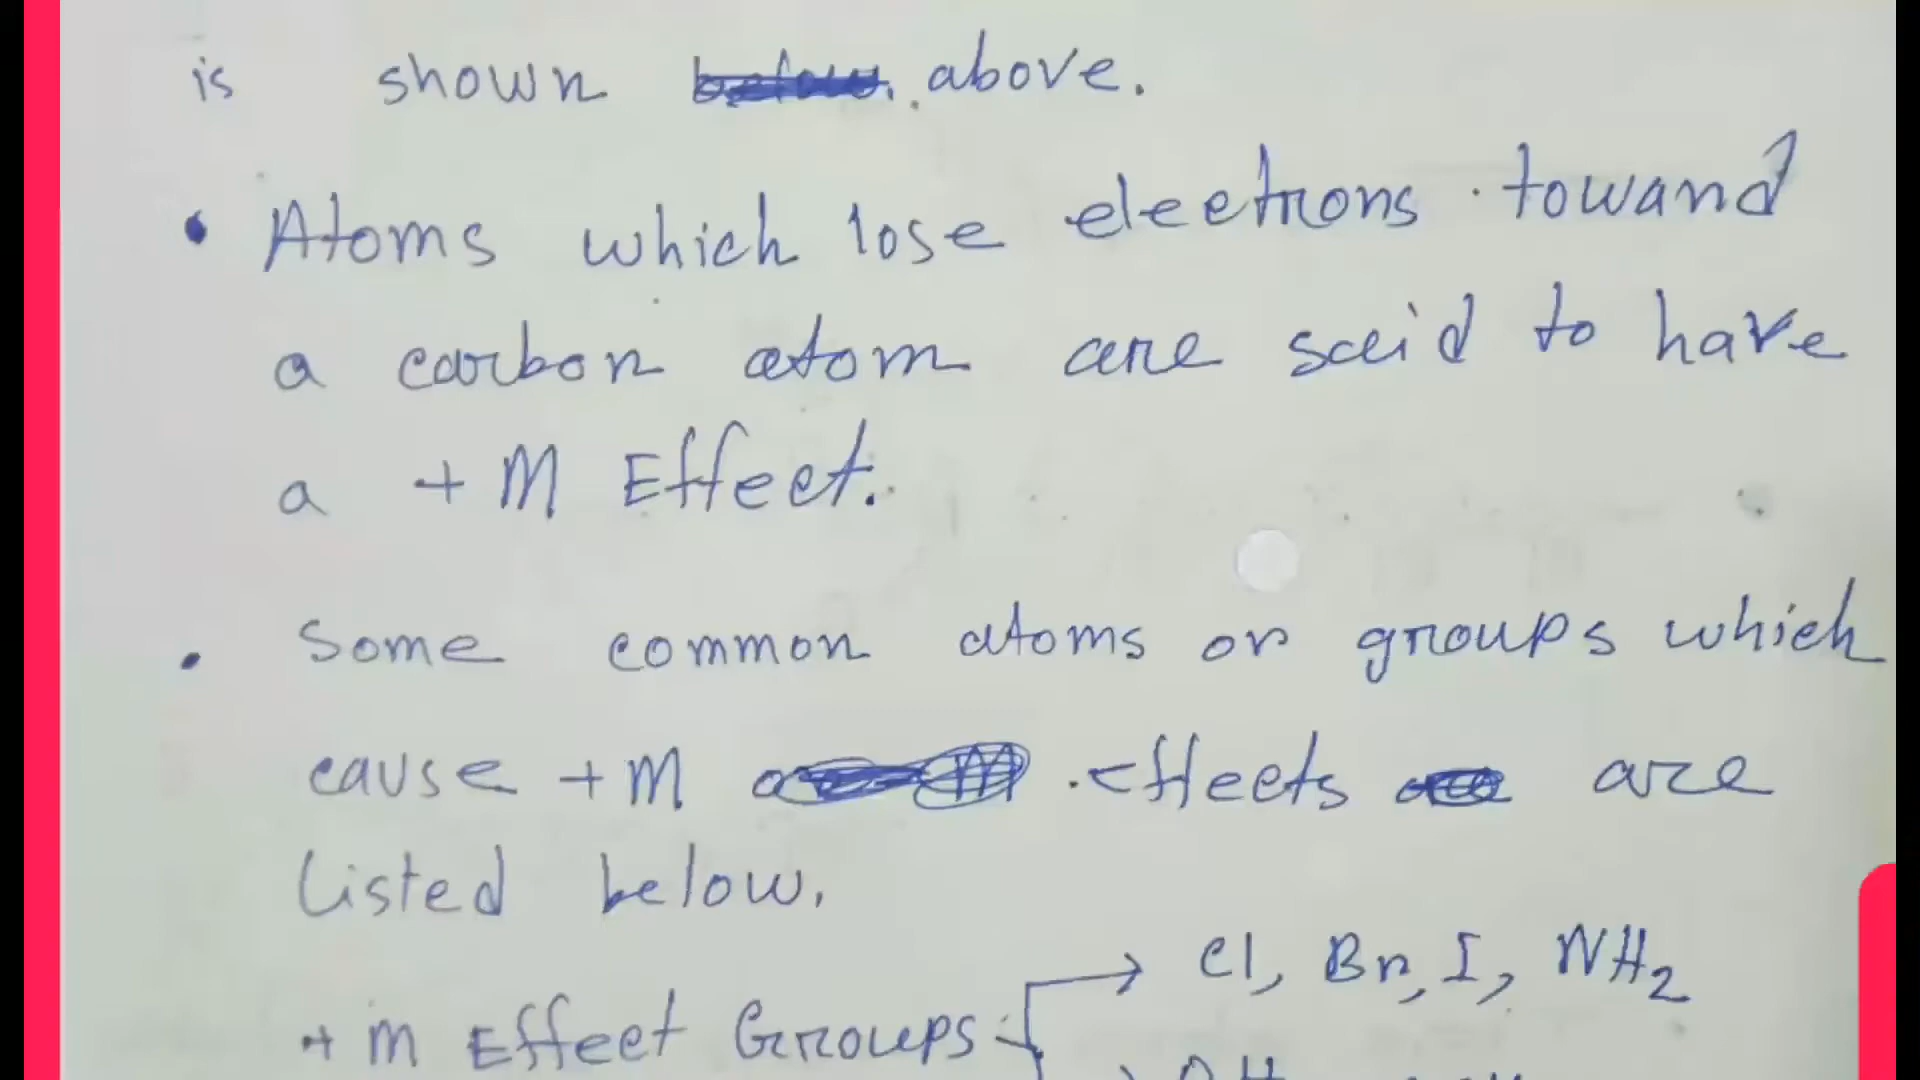 is shown above.
• Atoms which lose electrons toward
a carbon atom are said to have
a + M Effect.
• Some common atoms or groups which
cause + M effects are
listed below.
+ M Effect Groups → Cl, Br, I, NH2